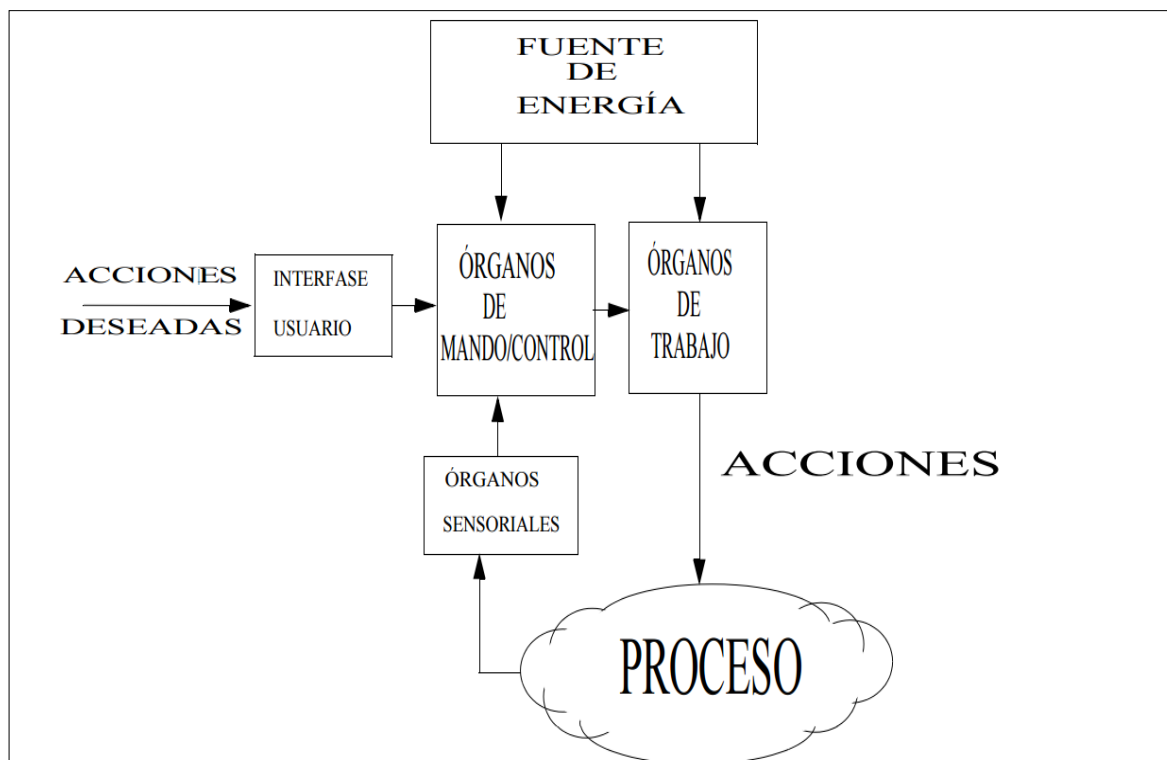 FUENTE
DE
ENERGÍA
ACCIONES
DESEADAS
INTERFASE
USUARIO
ÓRGANOS
DE
MANDO/CONTROL
ÓRGANOS
DE
TRABAJO
ÓRGANOS
SENSORIALES
ACCIONES
PROCESO